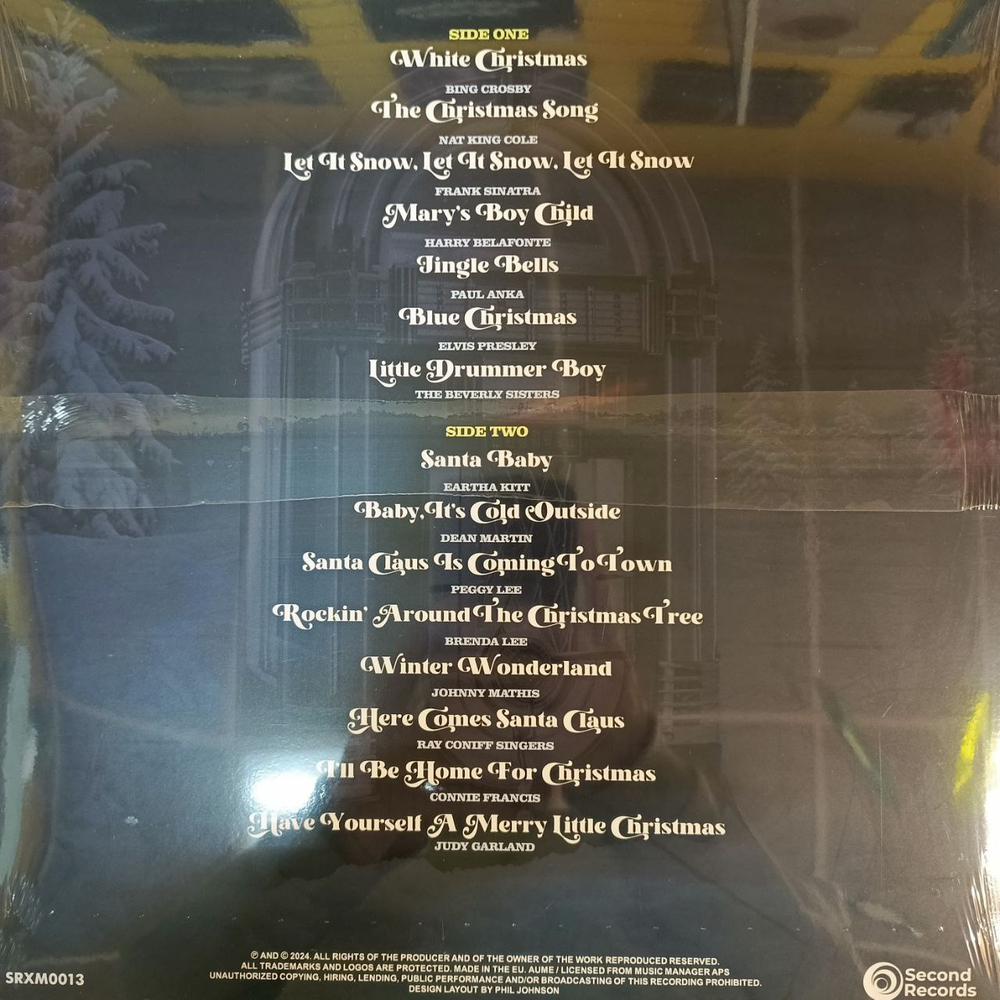 SIDE ONE
White Christmas
BING CROSBY
The Christmas Song
NAT KING COLE
Let It Snow, Let It Snow, Let It Snow
FRANK SINATRA
Mary's Boy Child
HARRY BELAFONTE
Jingle Bells
PAUL ANKA
Blue Christmas
ELVIS PRESLEY
Little Drummer Boy
THE BEVERLY SISTERS
SIDE TWO
Santa Baby
EARTHA KITT
Baby, It's Cold Outside
DEAN MARTIN
Santa Claus Is Coming To Town
PEGGY LEE
Rockin' Around The Christmas Tree
BRENDA LEE
Winter Wonderland
JOHNNY MATHIS
Here Comes Santa Claus
RAY CONIFF SINGERS
I'll Be Home For Christmas
CONNIE FRANCIS
Have Yourself A Merry Little Christmas
JUDY GARLAND
℗ AND © 2024. ALL RIGHTS OF THE PRODUCER AND OF THE OWNER OF THE WORK REPRODUCED RESERVED.
ALL TRADEMARKS AND LOGOS ARE PROTECTED. MADE IN THE EU. AUME / LICENSED FROM MUSIC MANAGER APS
UNAUTHORIZED COPYING, HIRING, LENDING, PUBLIC PERFORMANCE AND/OR BROADCASTING OF THIS RECORDING PROHIBITED.
DESIGN LAYOUT BY PHIL JOHNSON
SRXM0013
Second
Records